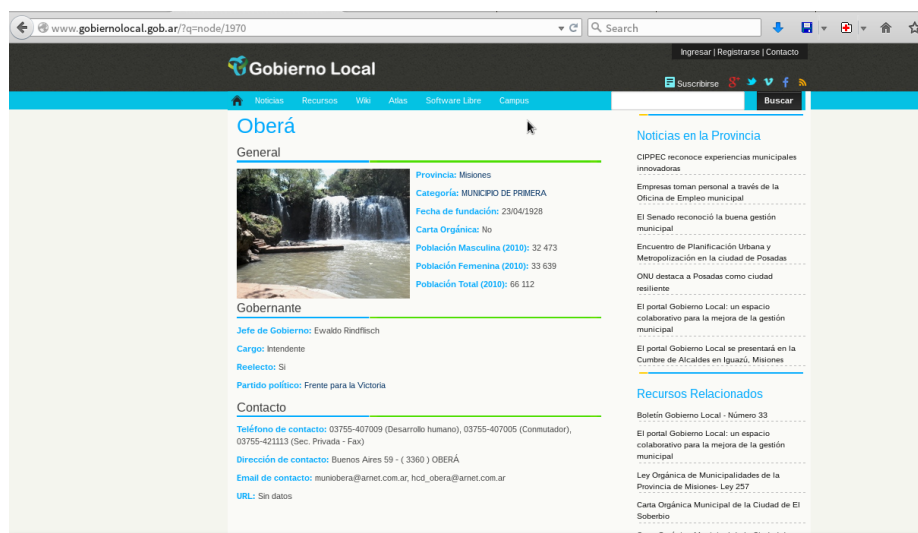 www.gobiernolocal.gob.ar/?q=node/1970
Search
Ingresar | Registrarse | Contacto
Gobierno Local
Suscribirse
Noticias Recursos Wiki Atlas Software Libre Campus
Buscar
Oberá
General
Provincia: Misiones
Categoría: MUNICIPIO DE PRIMERA
Fecha de fundación: 23/04/1928
Carta Orgánica: No
Población Masculina (2010): 32 473
Población Femenina (2010): 33 639
Población Total (2010): 66 112
Gobernante
Jefe de Gobierno: Ewaldo Rindflisch
Cargo: Intendente
Reelecto: Si
Partido político: Frente para la Victoria
Contacto
Teléfono de contacto: 03755-407009 (Desarrollo humano), 03755-407005 (Conmutador),
03755-421113 (Sec. Privada - Fax)
Dirección de contacto: Buenos Aires 59 - ( 3360 ) OBERÁ
Email de contacto: muniobera@arnet.com.ar, hcd_obera@arnet.com.ar
URL: Sin datos
Noticias en la Provincia
CIPPEC reconoce experiencias municipales
innovadoras
Empresas toman personal a través de la
Oficina de Empleo municipal
El Senado reconoció la buena gestión
municipal
Encuentro de Planificación Urbana y
Metropolización en la ciudad de Posadas
ONU destaca a Posadas como ciudad
resiliente
El portal Gobierno Local: un espacio
colaborativo para la mejora de la gestión
municipal
El portal Gobierno Local se presentará en la
Cumbre de Alcaldes en Iguazú, Misiones
Recursos Relacionados
Boletín Gobierno Local - Número 33
El portal Gobierno Local: un espacio
colaborativo para la mejora de la gestión
municipal
Ley Orgánica de Municipalidades de la
Provincia de Misiones- Ley 257
Carta Orgánica Municipal de la Ciudad de El
Soberbio